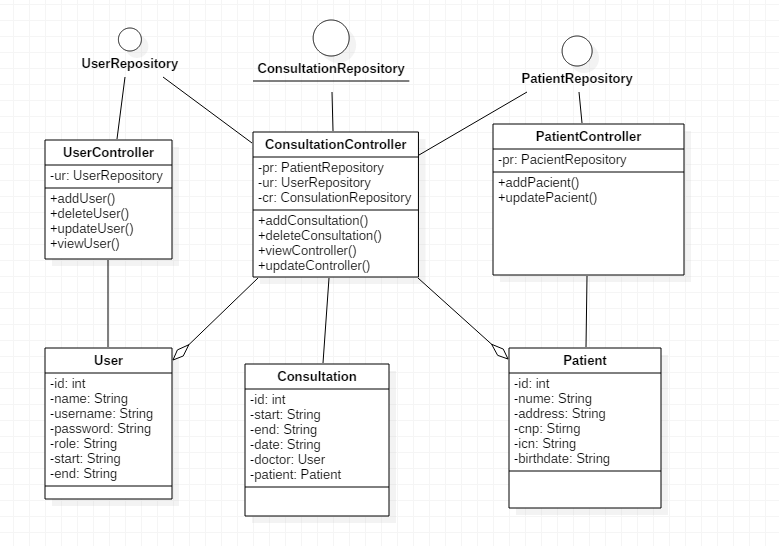 UserRepository
ConsultationRepository
PatientRepository
UserController
-ur: UserRepository
+addUser()
+deleteUser()
+updateUser()
+viewUser()
ConsultationController
-pr: PatientRepository
-ur: UserRepository
-cr: ConsulationRepository
+addConsultation()
+deleteConsultation()
+viewController()
+updateController()
PatientController
-pr: PacientRepository
+addPacient()
+updatePacient()
User
-id: int
-name: String
-username: String
-password: String
-role: String
-start: String
-end: String
Consultation
-id: int
-start: String
-end: String
-date: String
-doctor: User
-patient: Patient
Patient
-id: int
-nume: String
-address: String
-cnp: Stirng
-icn: String
-birthdate: String